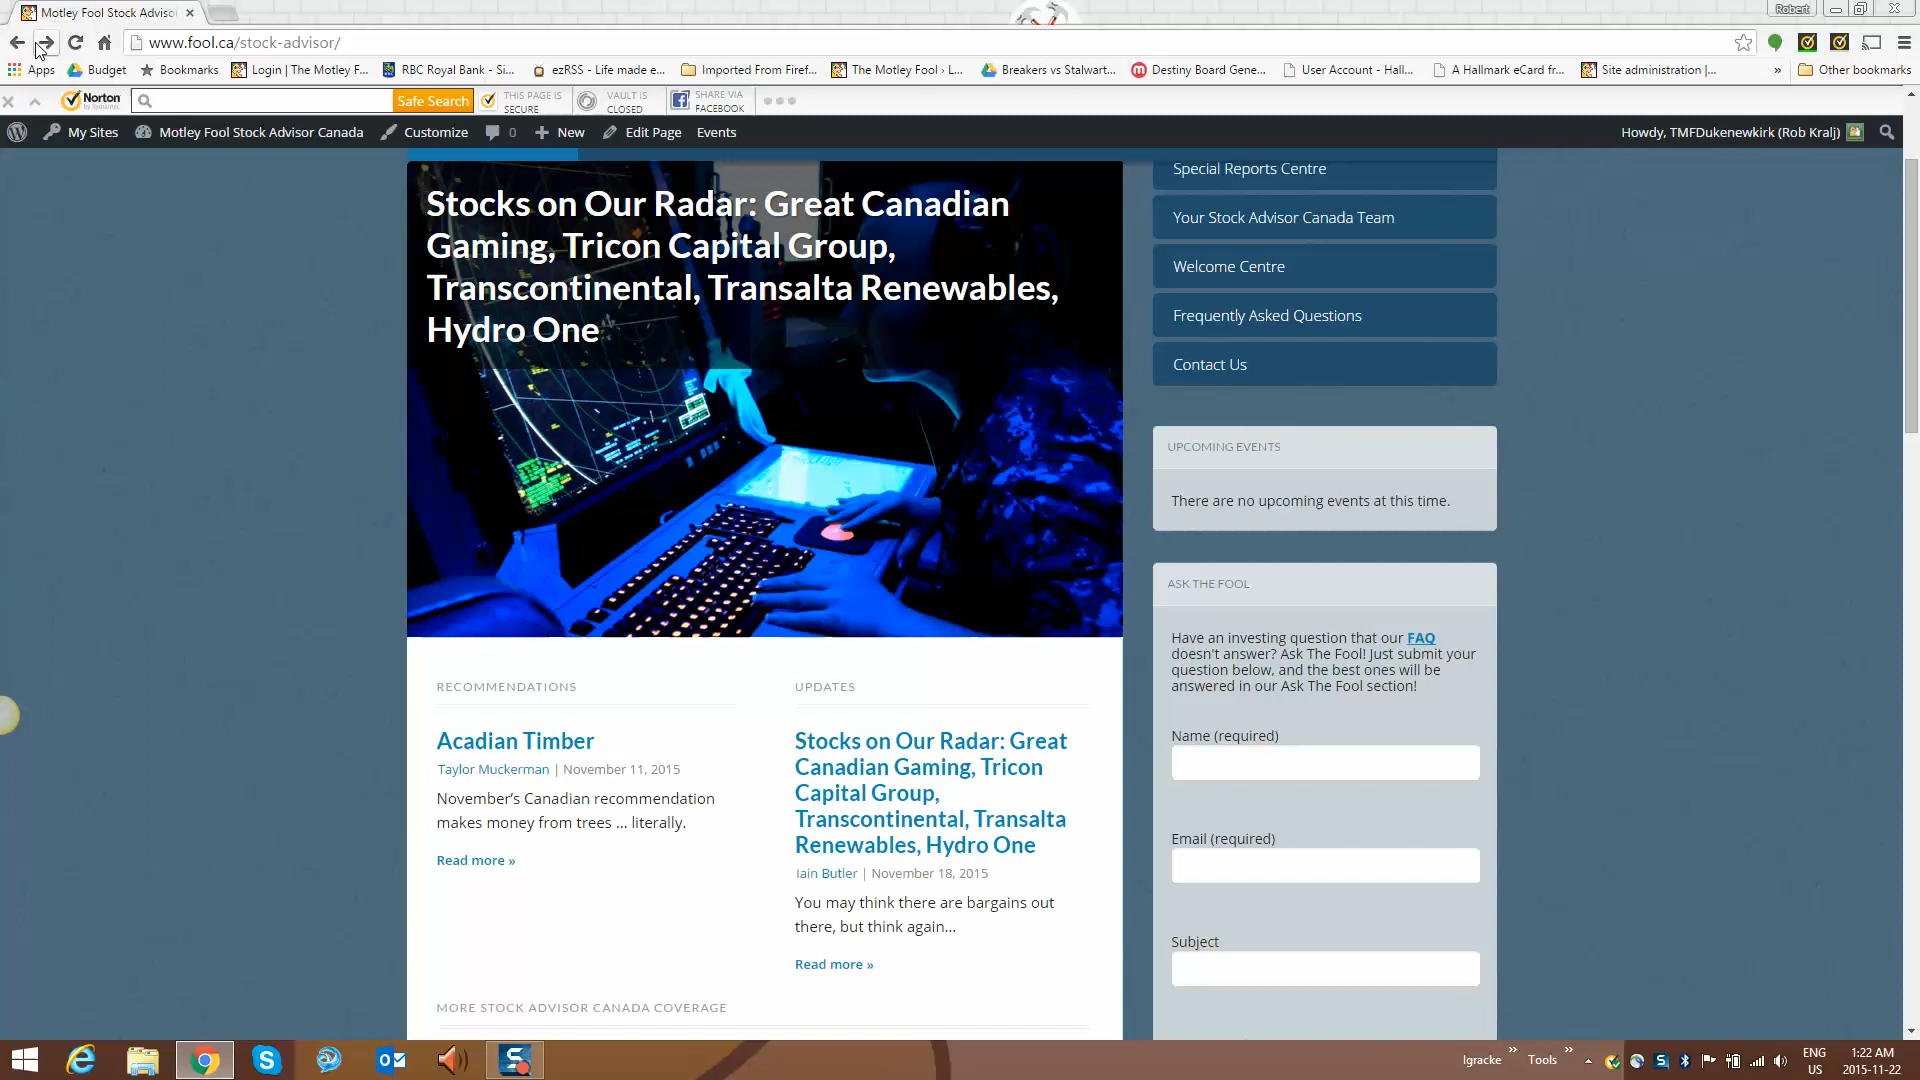 Motley Fool Stock Adviso
Robert
www.fool.ca/stock-advisor/
Apps Budget Bookmarks Login | The Motley F... RBC Royal Bank - Si... ezRSS - Life made e... Imported From Firef... The Motley Fool › L... Breakers vs Stalwart... Destiny Board Gene... User Account - Hall... A Hallmark eCard fr... Site administration |... » Other bookmarks
Norton by Symantec Safe Search THIS PAGE IS SECURE VAULT IS CLOSED SHARE VIA FACEBOOK
My Sites Motley Fool Stock Advisor Canada Customize 0 New Edit Page Events Howdy, TMFDukenewkirk (Rob Kralj)
Stocks on Our Radar: Great Canadian
Gaming, Tricon Capital Group,
Transcontinental, Transalta Renewables,
Hydro One
Special Reports Centre
Your Stock Advisor Canada Team
Welcome Centre
Frequently Asked Questions
Contact Us
UPCOMING EVENTS
There are no upcoming events at this time.
ASK THE FOOL
Have an investing question that our FAQ
doesn't answer? Ask The Fool! Just submit your
question below, and the best ones will be
answered in our Ask The Fool section!
Name (required)
Email (required)
Subject
RECOMMENDATIONS
Acadian Timber
Taylor Muckerman | November 11, 2015
November's Canadian recommendation
makes money from trees ... literally.
Read more »
UPDATES
Stocks on Our Radar: Great
Canadian Gaming, Tricon
Capital Group,
Transcontinental, Transalta
Renewables, Hydro One
Iain Butler | November 18, 2015
You may think there are bargains out
there, but think again...
Read more »
MORE STOCK ADVISOR CANADA COVERAGE
lgracke » Tools » ENG 1:22 AM
US 2015-11-22